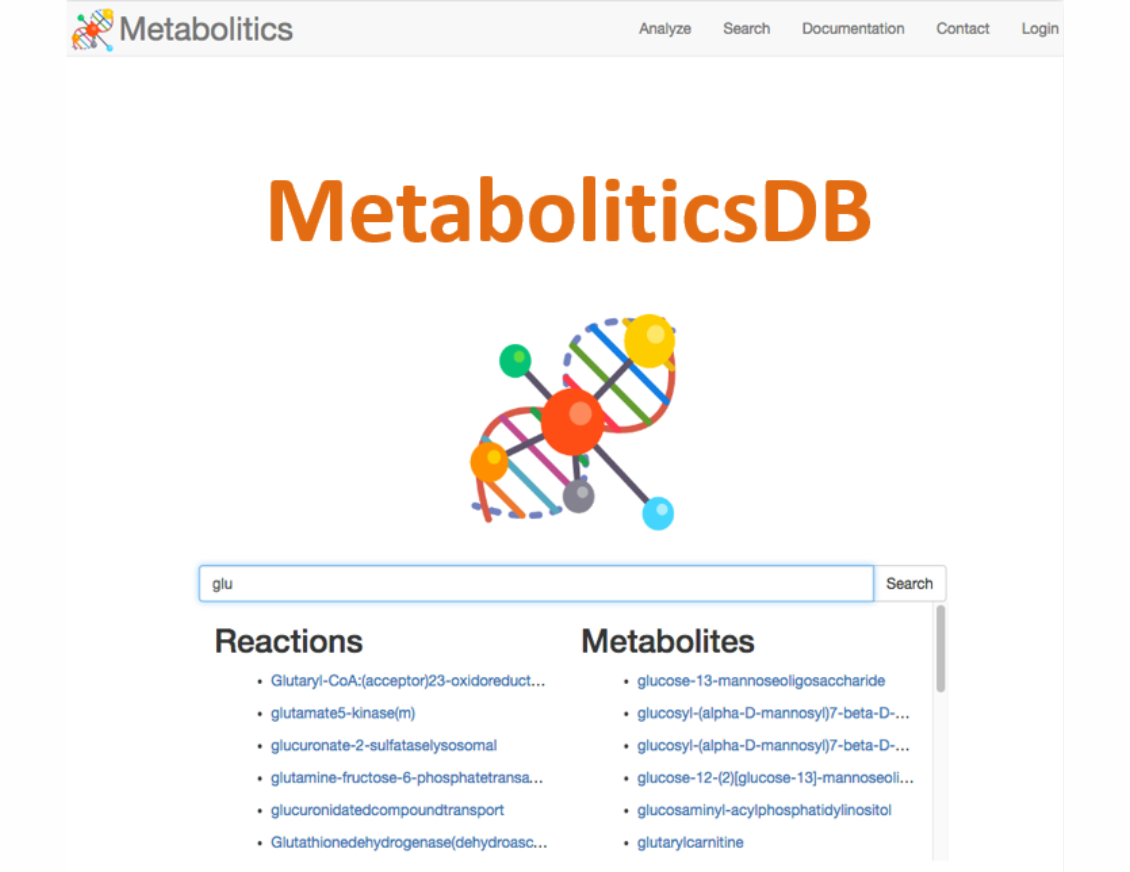 Metabolitics Analyze Search Documentation Contact Login
MetaboliticsDB
glu Search
Reactions
Glutaryl-CoA:(acceptor)23-oxidoreduct...
glutamate5-kinase(m)
glucuronate-2-sulfataselysosomal
glutamine-fructose-6-phosphatetransa...
glucuronidatedcompoundtransport
Glutathionedehydrogenase(dehydroasc...
Metabolites
glucose-13-mannoseoligosaccharide
glucosyl-(alpha-D-mannosyl)7-beta-D-...
glucosyl-(alpha-D-mannosyl)7-beta-D-...
glucose-12-(2)[glucose-13]-mannoseoli...
glucosaminyl-acylphosphatidylinositol
glutarylcarnitine